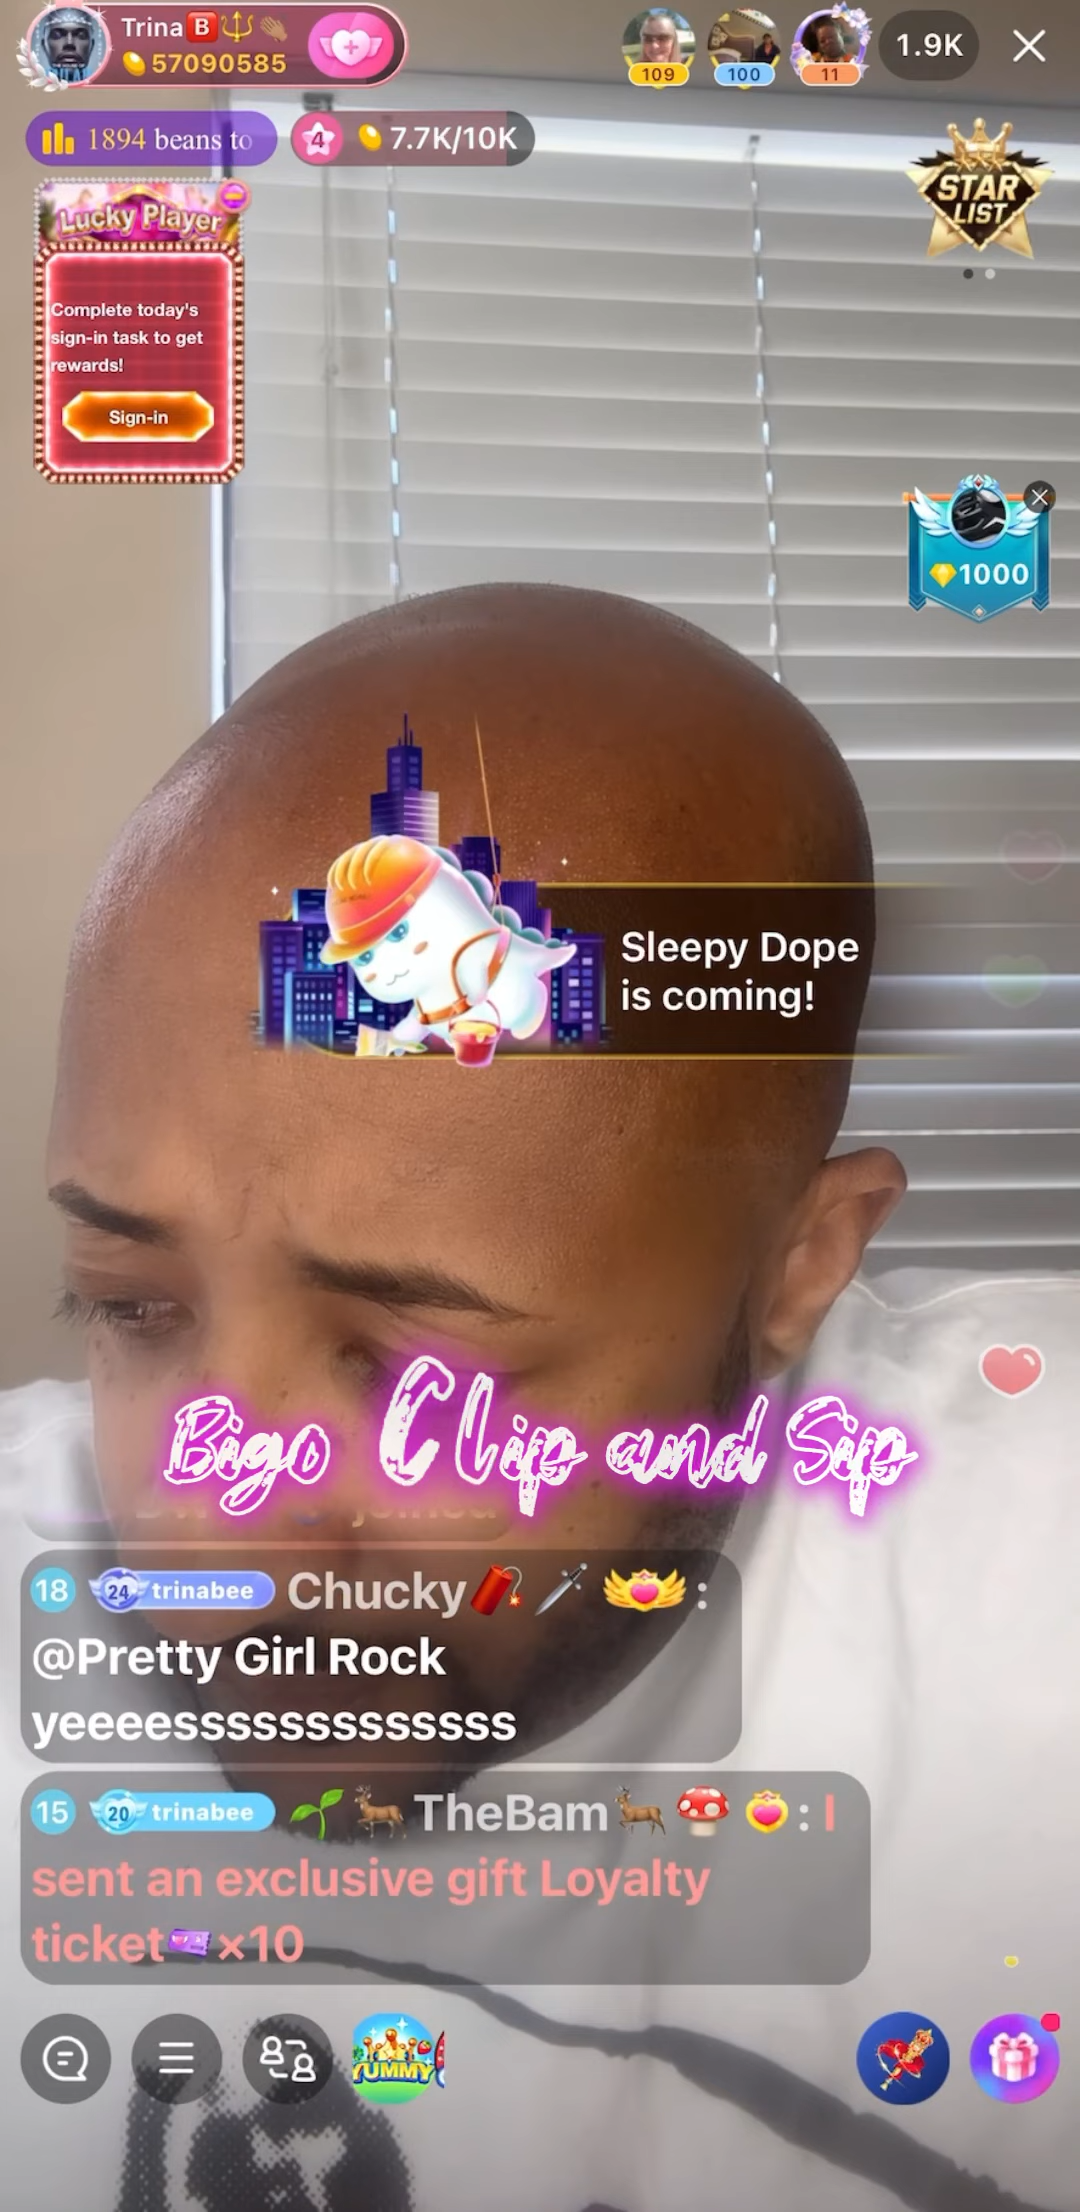 Trina🅱️🔱👏🏽
57090585
109
100
11
1.9K
1894 beans to
4
7.7K/10K
STAR
LIST
Lucky Player
Complete today's
sign-in task to get
rewards!
Sign-in
1000
Sleepy Dope
is coming!
Bigo Clip and Sip
joined
18 24 trinabee Chucky🧨🗡️ :
@Pretty Girl Rock
yeeeesssssssssssss
15 20 trinabee 🌱🦌TheBam🦌🍄 : I
sent an exclusive gift Loyalty
ticket x10
YUMMY